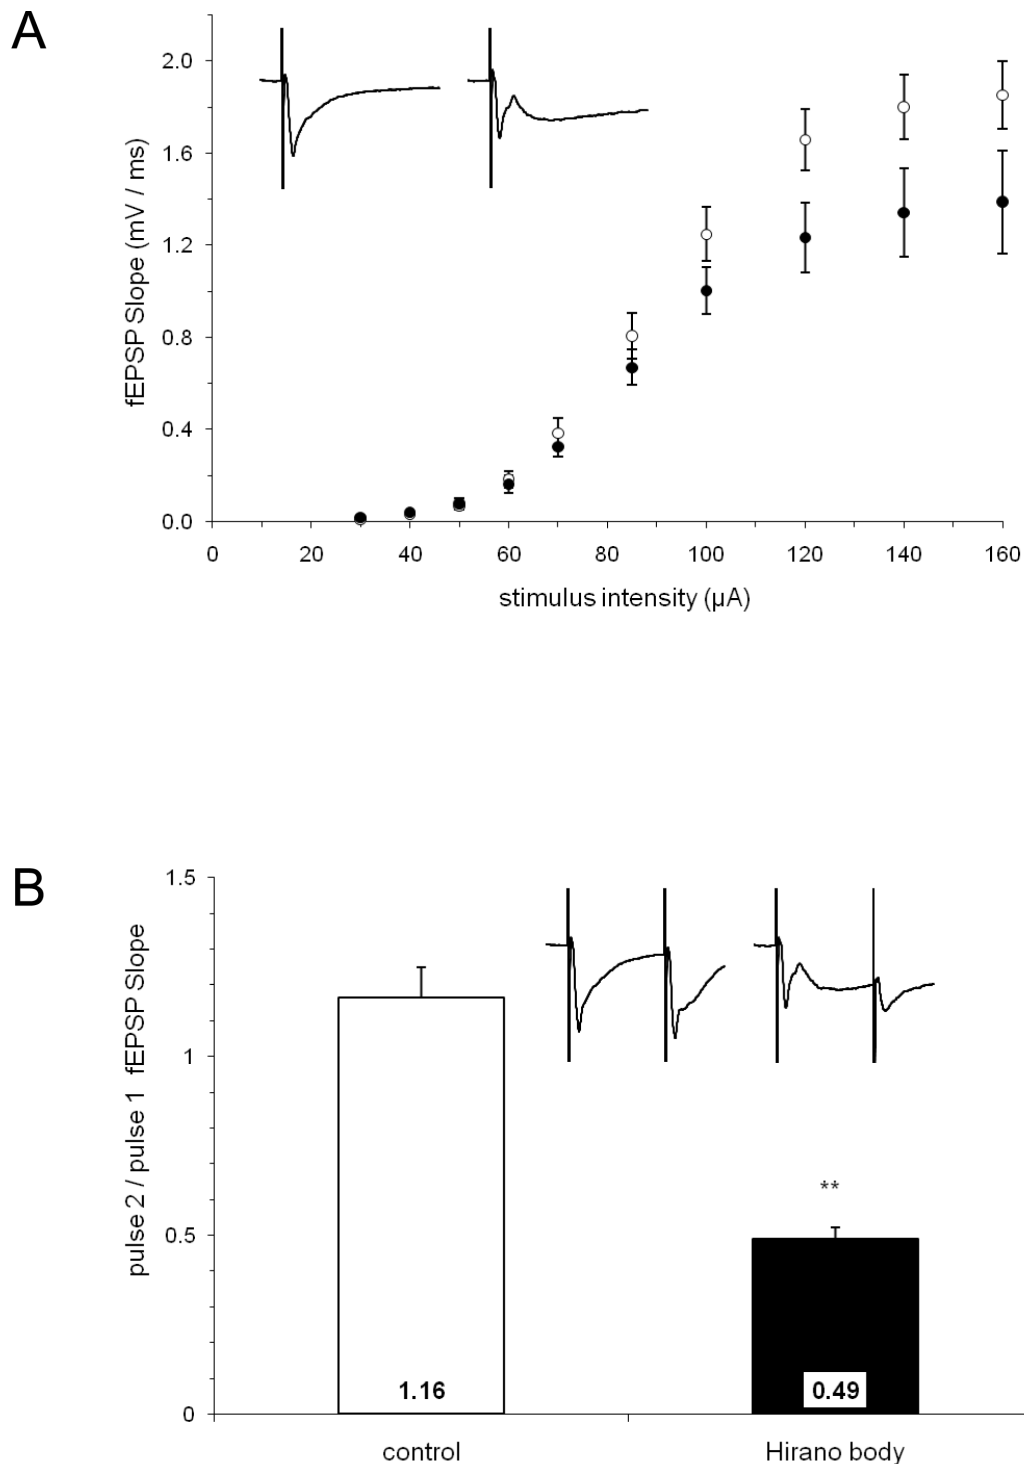 A
2.0
1.6
1.2
0.8
0.4
0.0
fEPSP Slope (mV / ms)
0 20 40 60 80 100 120 140 160
stimulus intensity (µA)
B
1.5
1
0.5
0
pulse 2 / pulse 1 fEPSP Slope
**
1.16 0.49
control Hirano body